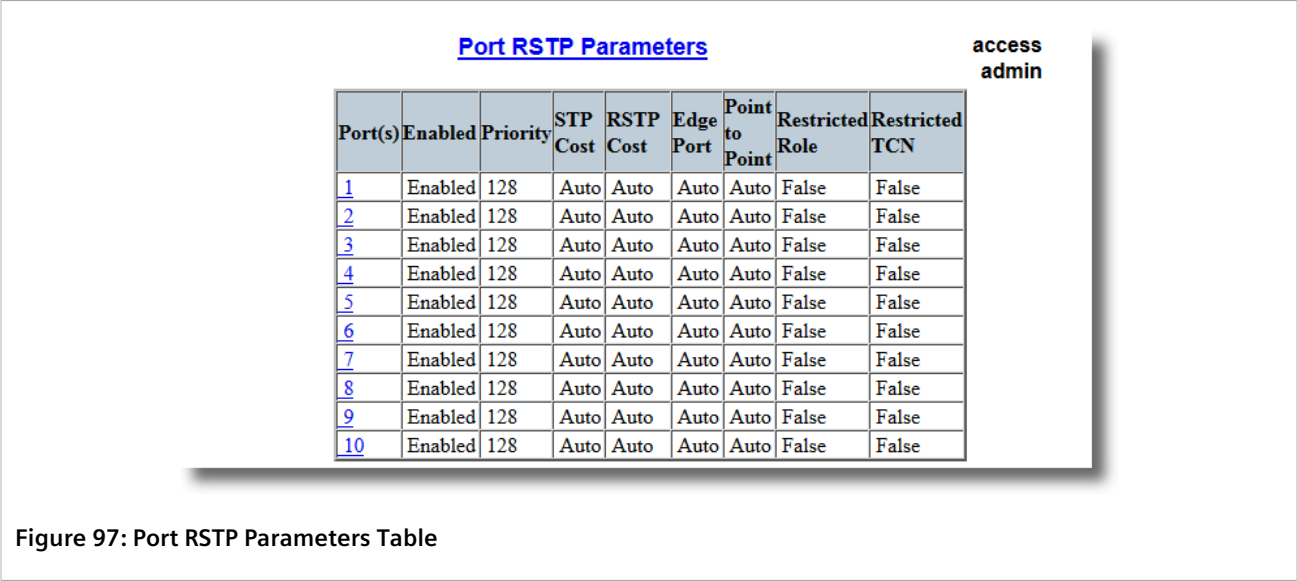 Port RSTP Parameters
access
admin
Port(s) Enabled Priority STP Cost RSTP Cost Edge Port Point to Point Restricted Role Restricted TCN
1 Enabled 128 Auto Auto Auto Auto False False
2 Enabled 128 Auto Auto Auto Auto False False
3 Enabled 128 Auto Auto Auto Auto False False
4 Enabled 128 Auto Auto Auto Auto False False
5 Enabled 128 Auto Auto Auto Auto False False
6 Enabled 128 Auto Auto Auto Auto False False
7 Enabled 128 Auto Auto Auto Auto False False
8 Enabled 128 Auto Auto Auto Auto False False
9 Enabled 128 Auto Auto Auto Auto False False
10 Enabled 128 Auto Auto Auto Auto False False
Figure 97: Port RSTP Parameters Table